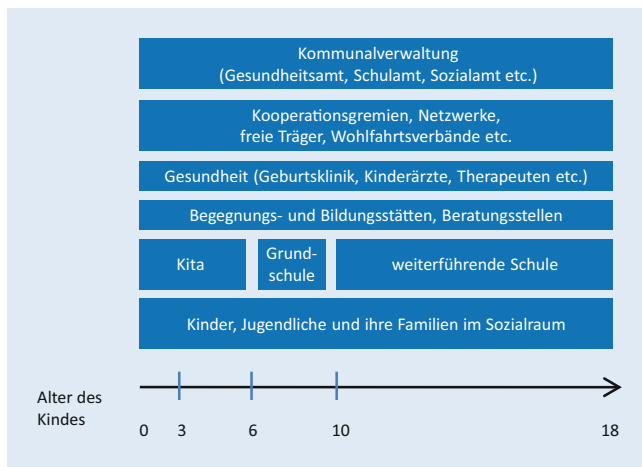 Kommunalverwaltung
(Gesundheitsamt, Schulamt, Sozialamt etc.)
Kooperationsgremien, Netzwerke,
freie Träger, Wohlfahrtsverbände etc.
Gesundheit (Geburtsklinik, Kinderärzte, Therapeuten etc.)
Begegnungs- und Bildungsstätten, Beratungsstellen
Kita
Grund-
schule
weiterführende Schule
Kinder, Jugendliche und ihre Familien im Sozialraum
Alter des
Kindes
0 3 6 10 18